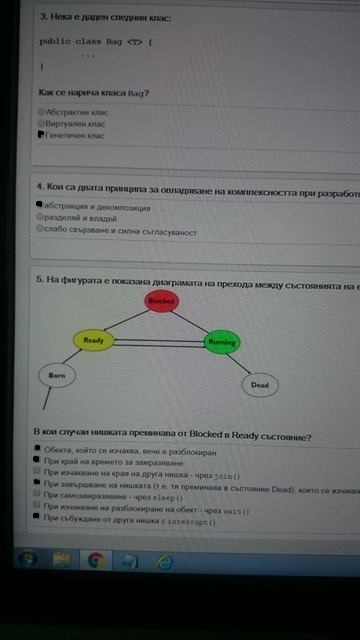 3. Нека е даден следния клас:
public class Bag <T> {
...
}
Как се нарича класа Bag?
Абстрактен клас
Виртуален клас
Генетичен клас
4. Кои са двата принципа за овладяване на комплексността при
абстракция и декомпозиция
разделяй и владей
слабо свързване и силна съгласуваност
5. На фигурата е показана диаграмата на прехода между състоянията на
Blocked
Ready
Running
Born
Dead
В кои случаи нишката преминава от Blocked в Ready състояние?
Обекта, който се изчаква, вече е разблокиран
При край на времето за замразяване
При изчакване на края на друга нишка - чрез join()
При завършване на нишката (т.е. тя преминава в състояние Dead), която се
При самозамразяване - чрез sleep()
При изчакване на разблокиране на обект - чрез wait()
При събуждане от друга нишка с interrupt()